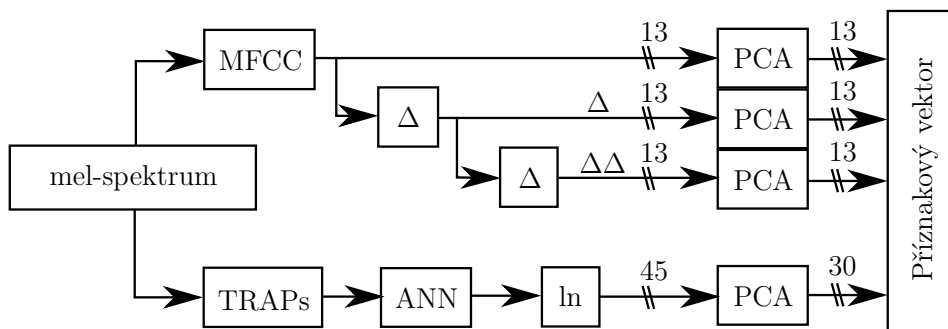 13 13
MFCC PCA
Δ 13 13
Δ PCA
ΔΔ 13 13
mel-spektrum Δ PCA
45 30
TRAPs ANN ln PCA
Příznakový vektor